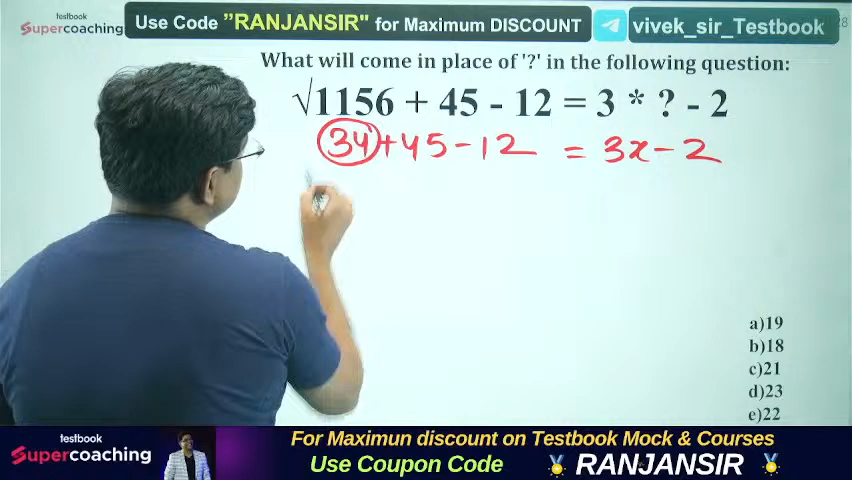 testbook
Supercoaching
Use Code "RANJANSIR" for Maximum DISCOUNT
vivek_sir_Testbook
What will come in place of '?' in the following question:
√1156 + 45 - 12 = 3 * ? - 2
34 + 45 - 12 = 3x - 2
a)19
b)18
c)21
d)23
e)22
testbook
Supercoaching
For Maximun discount on Testbook Mock & Courses
Use Coupon Code
RANJANSIR